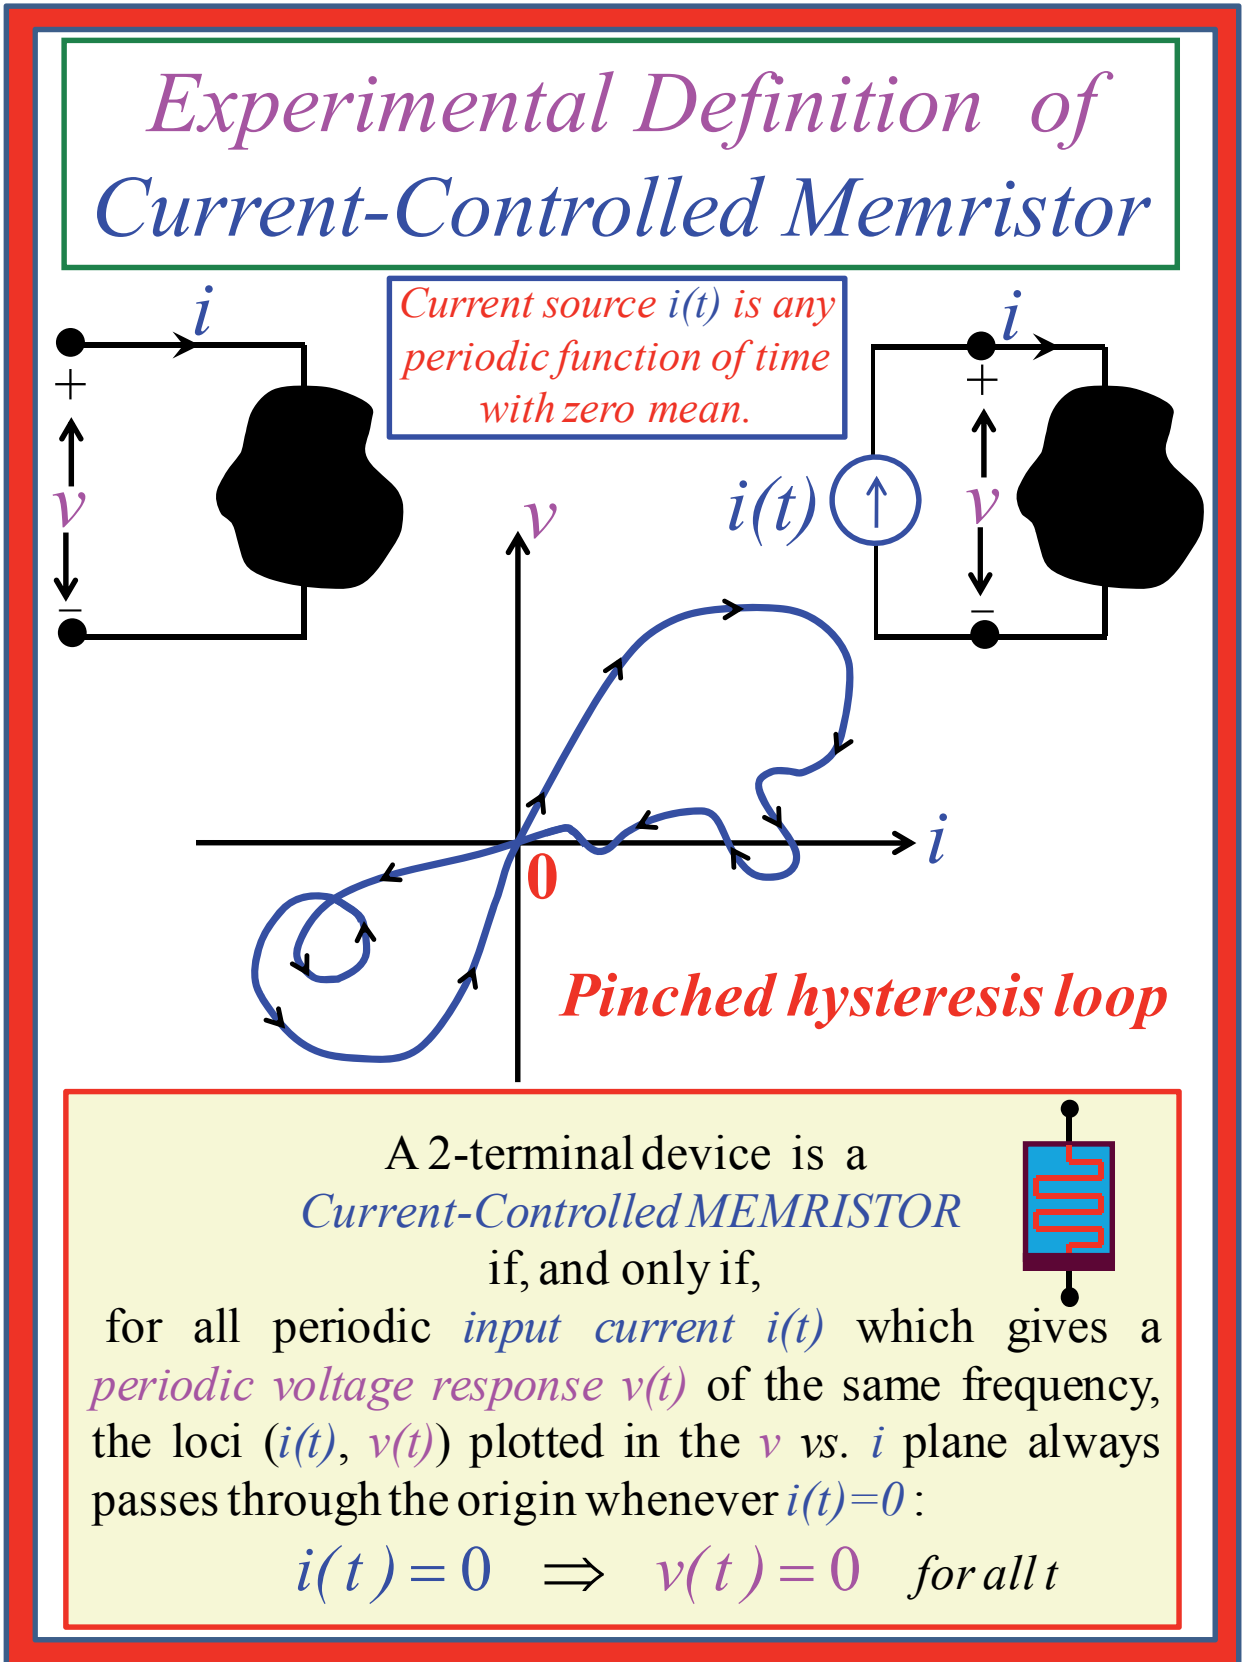 Experimental Definition of
Current-Controlled Memristor
i
+
v
–
Current source i(t) is any
periodic function of time
with zero mean.
i
+
i(t)
v
–
v
i
0
Pinched hysteresis loop
A 2-terminal device is a
Current-Controlled MEMRISTOR
if, and only if,
for all periodic input current i(t) which gives a
periodic voltage response v(t) of the same frequency,
the loci (i(t), v(t)) plotted in the v vs. i plane always
passes through the origin whenever i(t)=0 :
i(t) = 0 ⇒ v(t) = 0 for all t